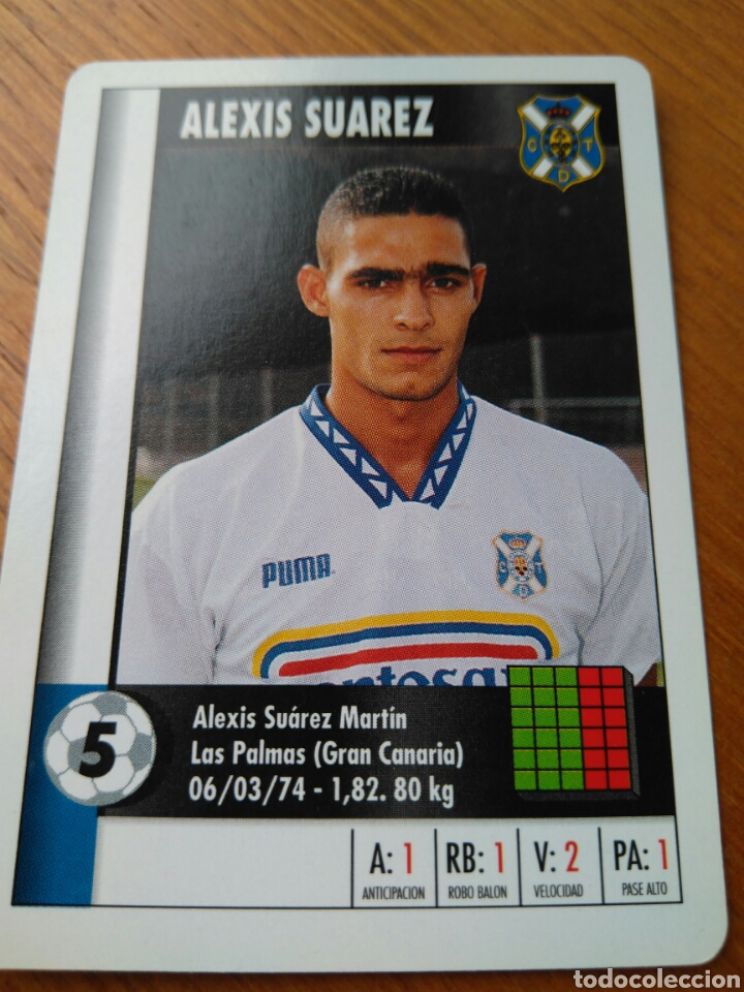 ALEXIS SUAREZ
C T
D
PUMA
C T
D
5
Alexis Suárez Martín
Las Palmas (Gran Canaria)
06/03/74 - 1,82. 80 kg
A: 1 RB: 1 V: 2 PA: 1
ANTICIPACION ROBO BALON VELOCIDAD PASE ALTO
todocoleccion